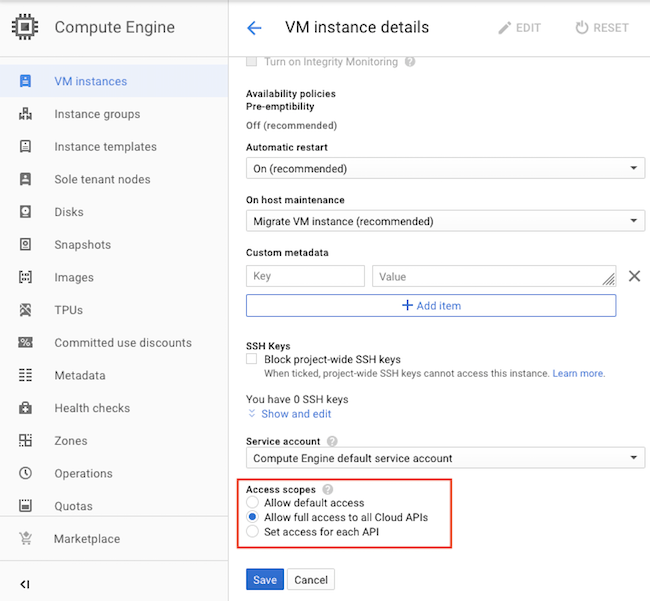 Compute Engine
VM instances
Instance groups
Instance templates
Sole tenant nodes
Disks
Snapshots
Images
TPUs
Committed use discounts
Metadata
Health checks
Zones
Operations
Quotas
Marketplace
VM instance details
EDIT
RESET
Turn on Integrity Monitoring
Availability policies
Pre-emptibility
Off (recommended)
Automatic restart
On (recommended)
On host maintenance
Migrate VM instance (recommended)
Custom metadata
Key
Value
Add item
SSH Keys
Block project-wide SSH keys
When ticked, project-wide SSH keys cannot access this instance. Learn more.
You have 0 SSH keys
Show and edit
Service account
Compute Engine default service account
Access scopes
Allow default access
Allow full access to all Cloud APIs
Set access for each API
Save
Cancel